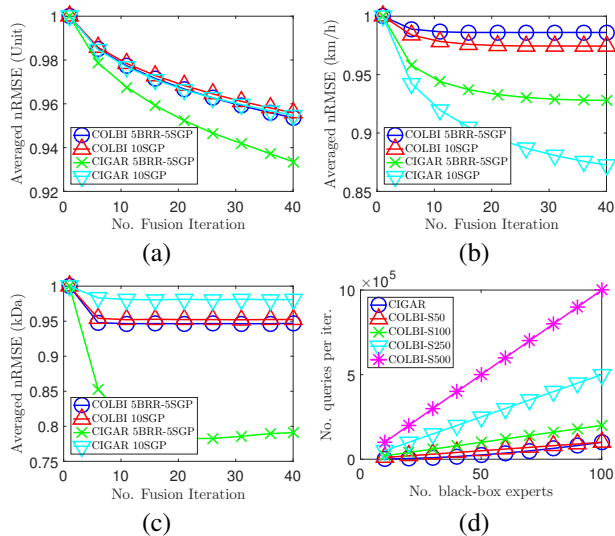 Averaged nRMSE (Unit)
1
0.98
0.96
0.94
0.92
COLBI 5BRR-5SGP
COLBI 10SGP
CIGAR 5BRR-5SGP
CIGAR 10SGP
0 10 20 30 40
No. Fusion Iteration
(a)
Averaged nRMSE (km/h)
1
0.95
0.9
0.85
COLBI 5BRR-5SGP
COLBI 10SGP
CIGAR 5BRR-5SGP
CIGAR 10SGP
0 10 20 30 40
No. Fusion Iteration
(b)
Averaged nRMSE (kDa)
1
0.95
0.9
0.85
0.8
0.75
COLBI 5BRR-5SGP
COLBI 10SGP
CIGAR 5BRR-5SGP
CIGAR 10SGP
0 10 20 30 40
No. Fusion Iteration
(c)
No. queries per iter.
×10⁵
10
5
0
CIGAR
COLBI-S50
COLBI-S100
COLBI-S250
COLBI-S500
0 50 100
No. black-box experts
(d)